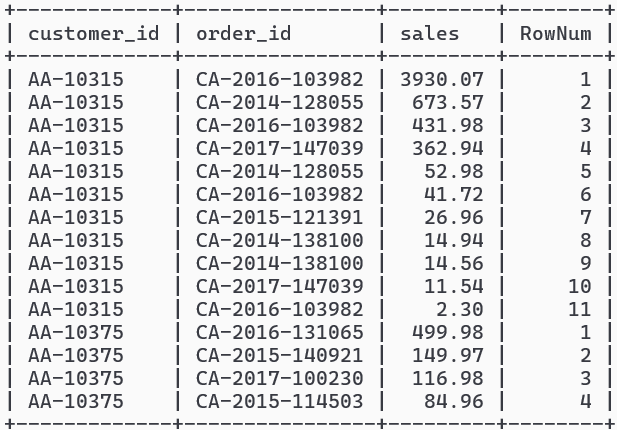 +-------------+----------------+---------+--------+
| customer_id | order_id       | sales   | RowNum |
+-------------+----------------+---------+--------+
| AA-10315    | CA-2016-103982 | 3930.07 |      1 |
| AA-10315    | CA-2014-128055 |  673.57 |      2 |
| AA-10315    | CA-2016-103982 |  431.98 |      3 |
| AA-10315    | CA-2017-147039 |  362.94 |      4 |
| AA-10315    | CA-2014-128055 |   52.98 |      5 |
| AA-10315    | CA-2016-103982 |   41.72 |      6 |
| AA-10315    | CA-2015-121391 |   26.96 |      7 |
| AA-10315    | CA-2014-138100 |   14.94 |      8 |
| AA-10315    | CA-2014-138100 |   14.56 |      9 |
| AA-10315    | CA-2017-147039 |   11.54 |     10 |
| AA-10315    | CA-2016-103982 |    2.30 |     11 |
| AA-10375    | CA-2016-131065 |  499.98 |      1 |
| AA-10375    | CA-2015-140921 |  149.97 |      2 |
| AA-10375    | CA-2017-100230 |  116.98 |      3 |
| AA-10375    | CA-2015-114503 |   84.96 |      4 |
+-------------+----------------+---------+--------+